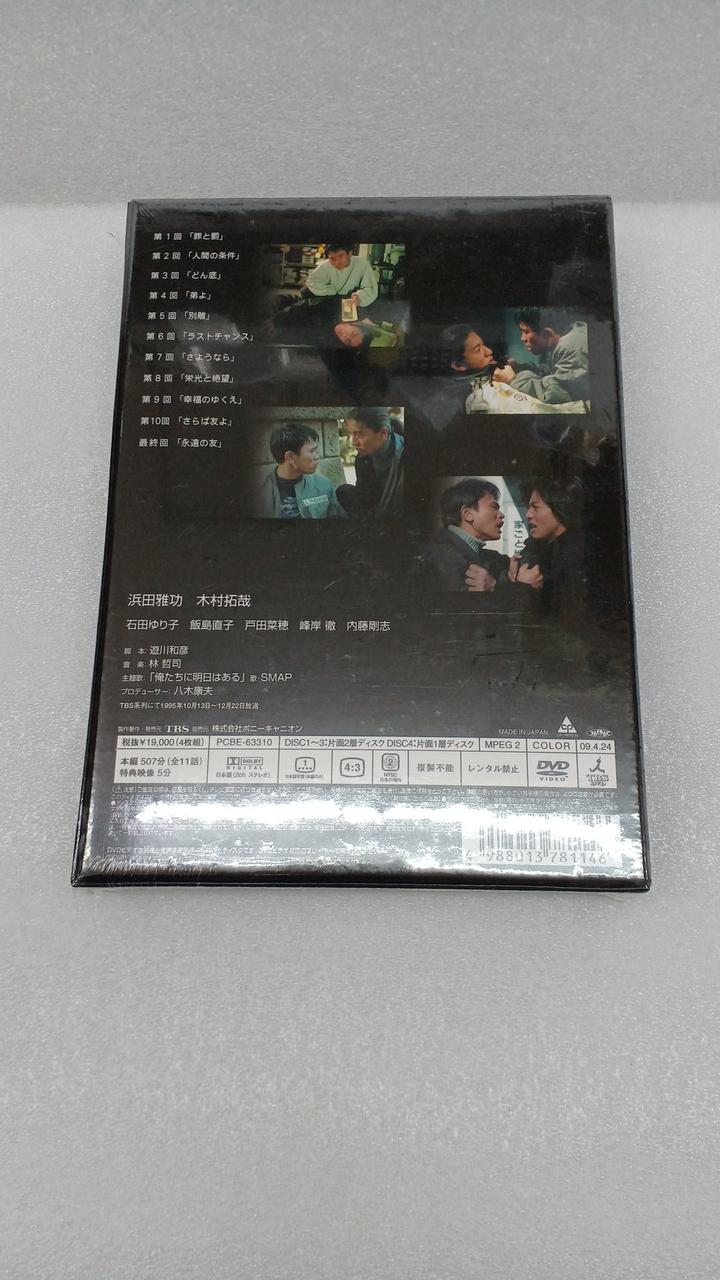 第1回「罪と罰」
第2回「人間の条件」
第3回「どん底」
第4回「弟よ」
第5回「別離」
第6回「ラストチャンス」
第7回「さようなら」
第8回「栄光と絶望」
第9回「幸福のゆくえ」
第10回「さらば友よ」
最終回「永遠の友」
浜田雅功 木村拓哉
石田ゆり子 飯島直子 戸田菜穂 峰岸 徹 内藤剛志
脚 本:遊川和彦
音 楽:林 哲司
主題歌:「俺たちに明日はある」歌:SMAP
プロデューサー:八木康夫
TBS系列にて1995年10月13日〜12月22日放送
製作著作・発売元 TBS 販売元 株式会社ポニーキャニオン
MADE IN JAPAN
税抜¥19,000(4枚組) PCBE-63310 DISC1〜3:片面2層ディスク DISC4:片面1層ディスク MPEG 2 COLOR 09.4.24
本編 507分(全11話)
特典映像 5分
DOLBY DIGITAL
日本語(2ch ステレオ)
1
4:3
2
NTSC
日本市場向
複製不能
レンタル禁止
DVD VIDEO
TBS
4 988013 781146